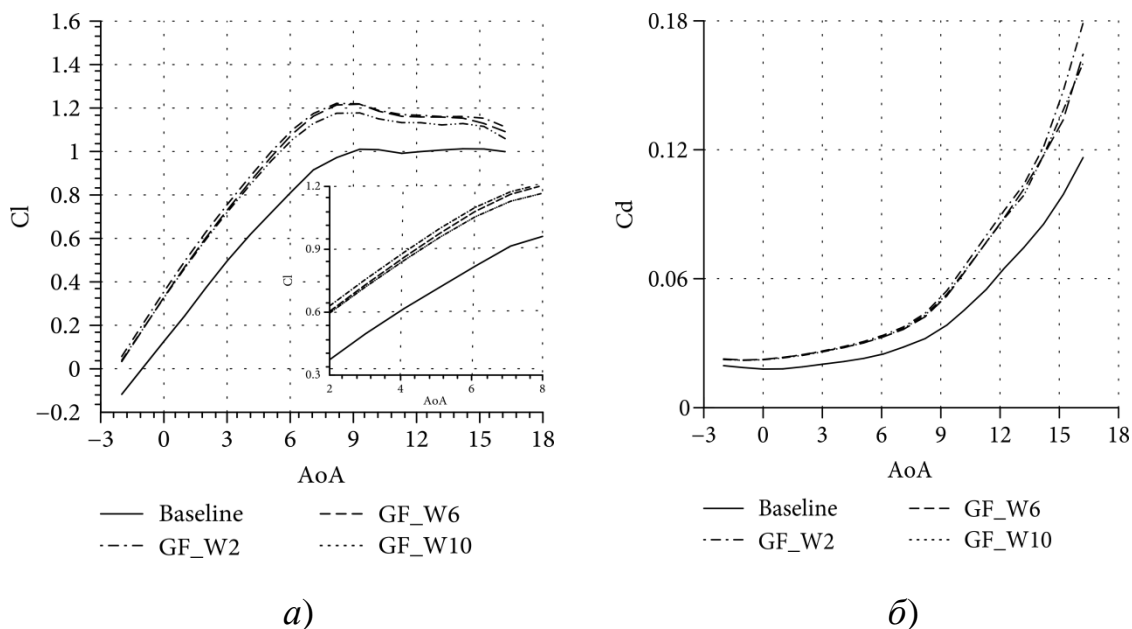 1.6
1.4
1.2
1
0.8
0.6
0.4
0.2
0
−0.2
Cl
−3 0 3 6 9 12 15 18
AoA
1.2
0.9
0.6
0.3
Cl
2 4 6 8
AoA
Baseline GF_W6
GF_W2 GF_W10
а)
0.18
0.12
0.06
0
Cd
−3 0 3 6 9 12 15 18
AoA
Baseline GF_W6
GF_W2 GF_W10
б)